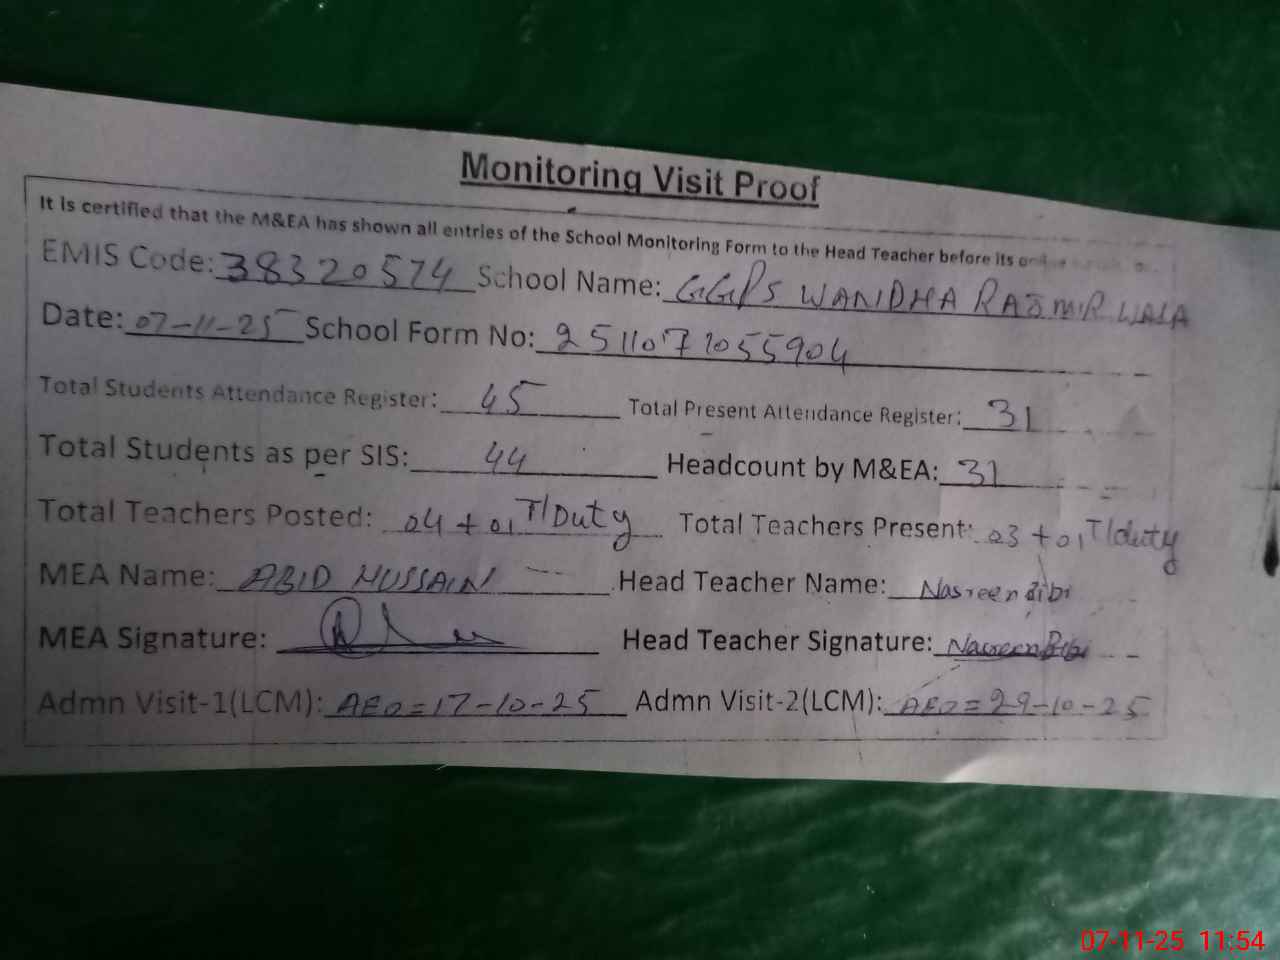 Monitoring Visit Proof
It is certified that the M&EA has shown all entries of the School Monitoring Form to the Head Teacher before its
EMIS Code: 38320574 School Name: GGPS WANDHA RAJMIR WALA
Date: 07-11-25 School Form No: 2511071055904
Total Students Attendance Register: 45 Total Present Attendance Register: 31
Total Students as per SIS: 44 Headcount by M&EA: 31
Total Teachers Posted: 04 + 01 T/Duty Total Teachers Present: 03 + 01 T/duty
MEA Name: ABID HUSSAIN Head Teacher Name: Nasreen Bibi
MEA Signature: Head Teacher Signature: Nasreen Bibi
Admn Visit-1(LCM): AEO = 17-10-25 Admn Visit-2(LCM): AEO = 29-10-25
07-11-25 11:54